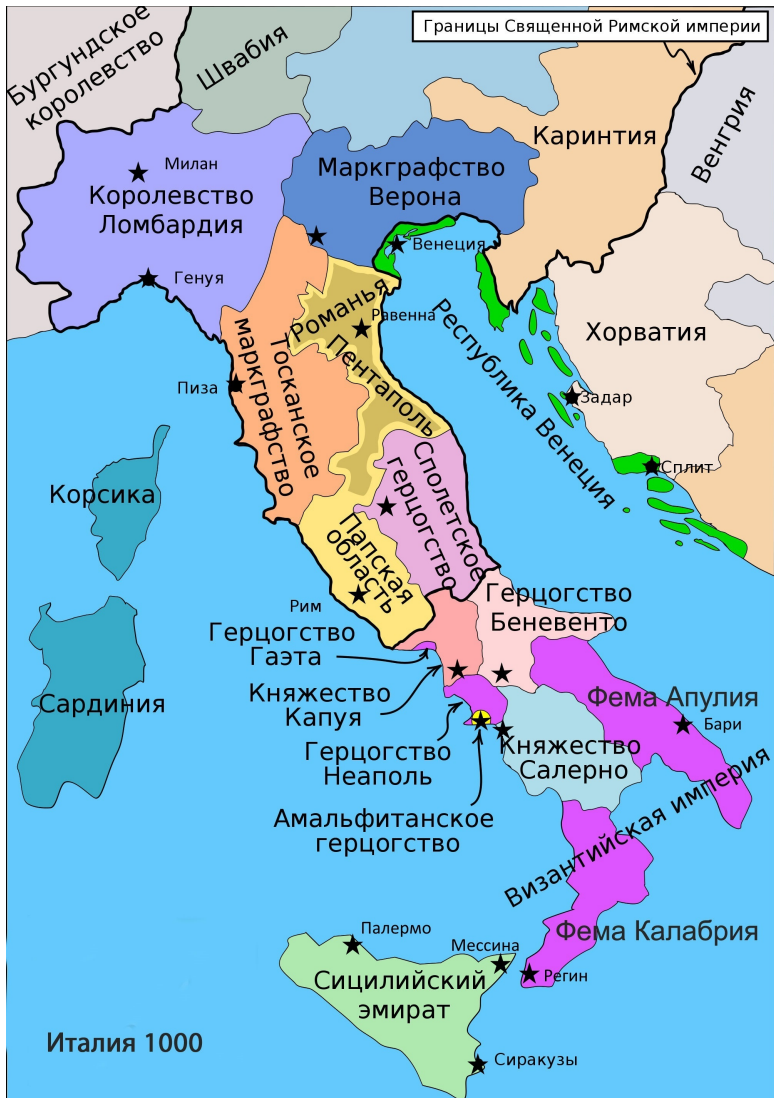 Границы Священной Римской империи
Бургундское
королевство
Швабия
Каринтия
Венгрия
Милан
Королевство
Ломбардия
Маркграфство
Верона
Венеция
Генуя
Романья
Равенна
Пентаполь
Республика Венеция
Хорватия
Пиза
Тосканское
маркграфство
Задар
Сплит
Корсика
Сполетское
герцогство
Папская
область
Рим
Герцогство
Беневенто
Герцогство
Гаэта
Сардиния
Княжество
Капуя
Фема Апулия
Бари
Герцогство
Неаполь
Княжество
Салерно
Амальфитанское
герцогство
Византийская империя
Фема Калабрия
Палермо
Мессина
Регин
Сицилийский
эмират
Италия 1000
Сиракузы